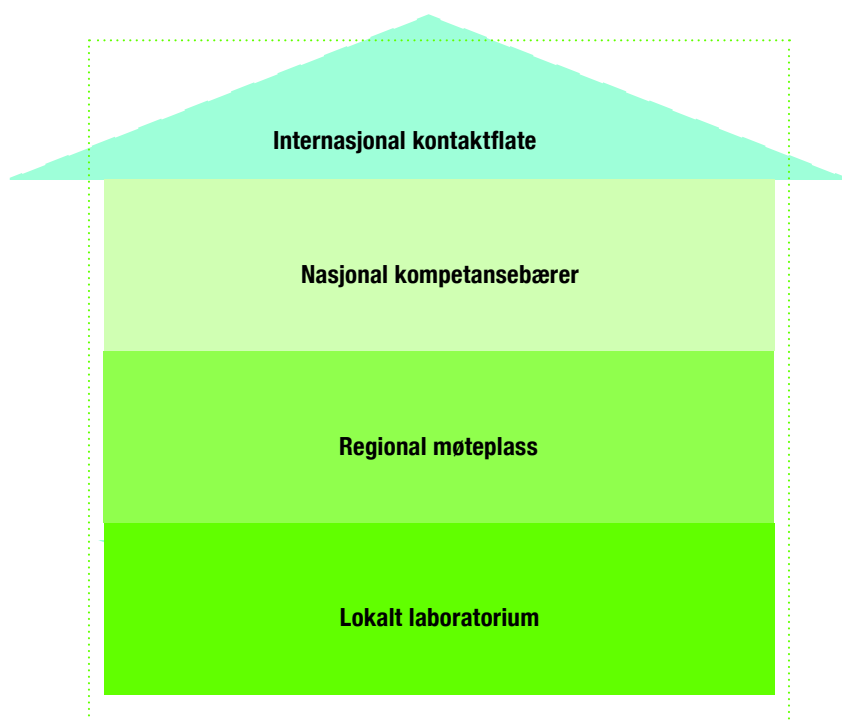 Internasjonal kontaktflate
Nasjonal kompetansebærer
Regional møteplass
Lokalt laboratorium